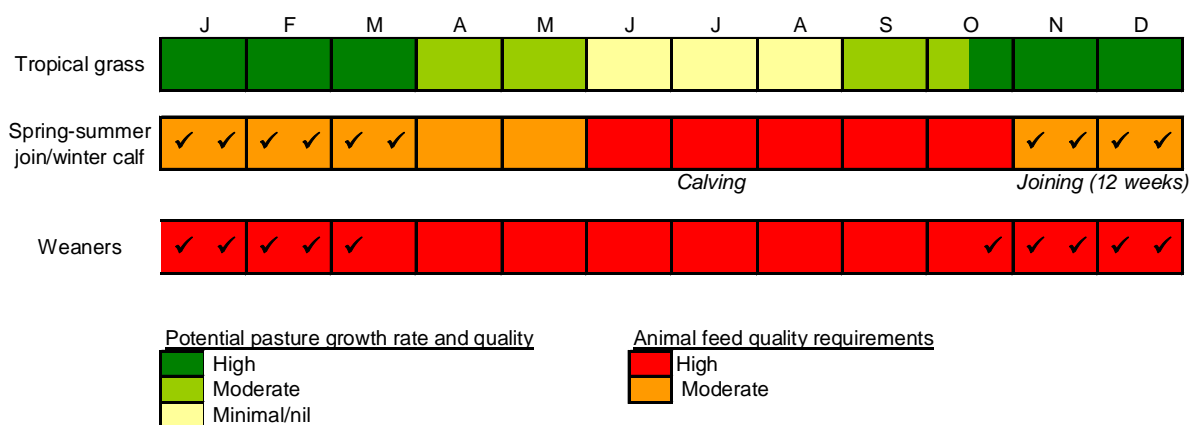 J F M A M J J A S O N D
Tropical grass
Spring-summer
join/winter calf
✓ ✓ ✓ ✓ ✓ ✓ ✓ ✓ ✓ ✓
Calving Joining (12 weeks)
Weaners ✓ ✓ ✓ ✓ ✓ ✓ ✓ ✓ ✓ ✓
Potential pasture growth rate and quality
High
Moderate
Minimal/nil
Animal feed quality requirements
High
Moderate